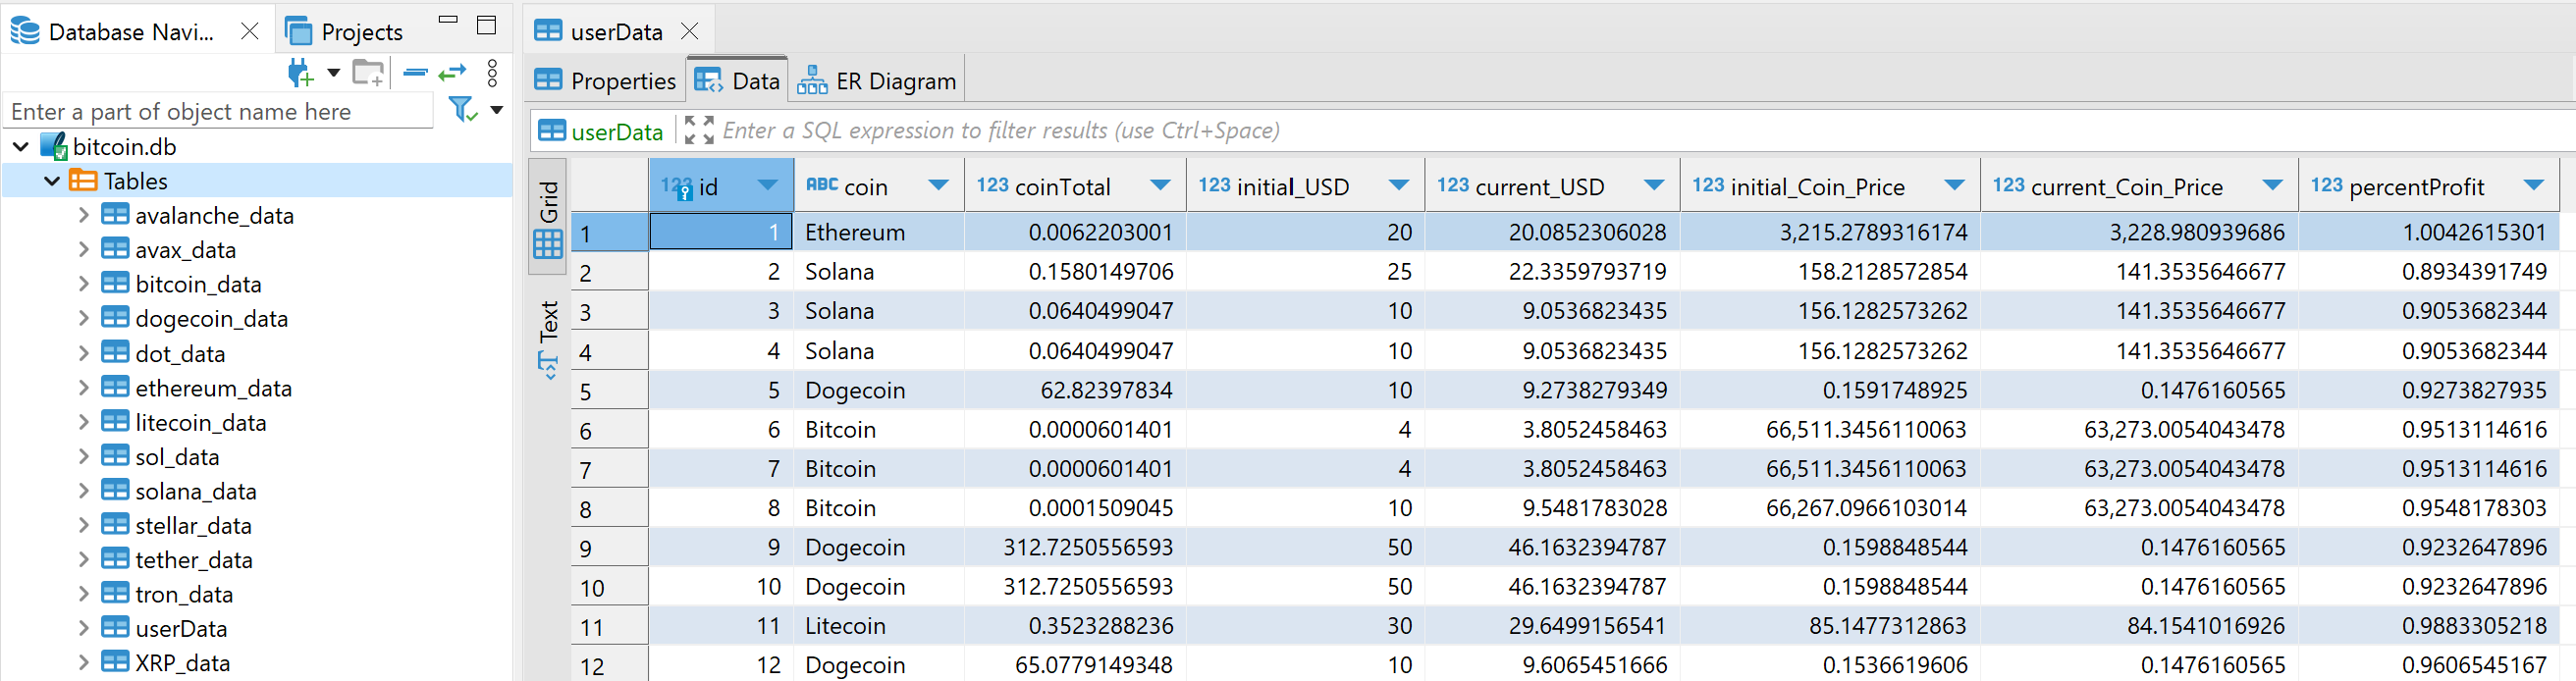 Database Navi...
Projects
Enter a part of object name here
bitcoin.db
Tables
avalanche_data
avax_data
bitcoin_data
dogecoin_data
dot_data
ethereum_data
litecoin_data
sol_data
solana_data
stellar_data
tether_data
tron_data
userData
XRP_data
userData
Properties Data ER Diagram
userData Enter a SQL expression to filter results (use Ctrl+Space)
Grid
Text
123 id ABC coin 123 coinTotal 123 initial_USD 123 current_USD 123 initial_Coin_Price 123 current_Coin_Price 123 percentProfit
1 1 Ethereum 0.0062203001 20 20.0852306028 3,215.2789316174 3,228.980939686 1.0042615301
2 2 Solana 0.1580149706 25 22.3359793719 158.2128572854 141.3535646677 0.8934391749
3 3 Solana 0.0640499047 10 9.0536823435 156.1282573262 141.3535646677 0.9053682344
4 4 Solana 0.0640499047 10 9.0536823435 156.1282573262 141.3535646677 0.9053682344
5 5 Dogecoin 62.82397834 10 9.2738279349 0.1591748925 0.1476160565 0.9273827935
6 6 Bitcoin 0.0000601401 4 3.8052458463 66,511.3456110063 63,273.0054043478 0.9513114616
7 7 Bitcoin 0.0000601401 4 3.8052458463 66,511.3456110063 63,273.0054043478 0.9513114616
8 8 Bitcoin 0.0001509045 10 9.5481783028 66,267.0966103014 63,273.0054043478 0.9548178303
9 9 Dogecoin 312.7250556593 50 46.1632394787 0.1598848544 0.1476160565 0.9232647896
10 10 Dogecoin 312.7250556593 50 46.1632394787 0.1598848544 0.1476160565 0.9232647896
11 11 Litecoin 0.3523288236 30 29.6499156541 85.1477312863 84.1541016926 0.9883305218
12 12 Dogecoin 65.0779149348 10 9.6065451666 0.1536619606 0.1476160565 0.9606545167